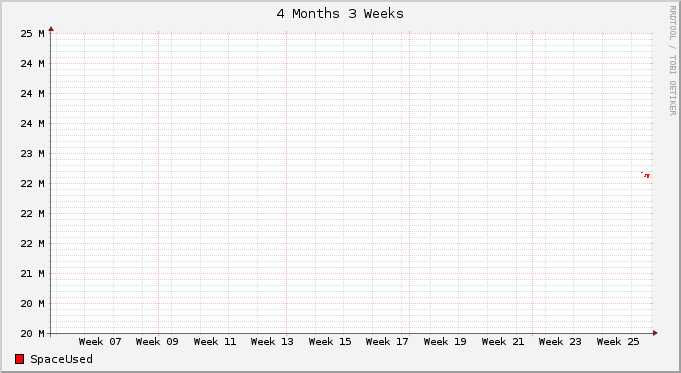 4 Months 3 Weeks
RRDTOOL / TOBI OETIKER
25 M
24 M
24 M
24 M
23 M
22 M
22 M
22 M
21 M
20 M
20 M
Week 07 Week 09 Week 11 Week 13 Week 15 Week 17 Week 19 Week 21 Week 23 Week 25
SpaceUsed